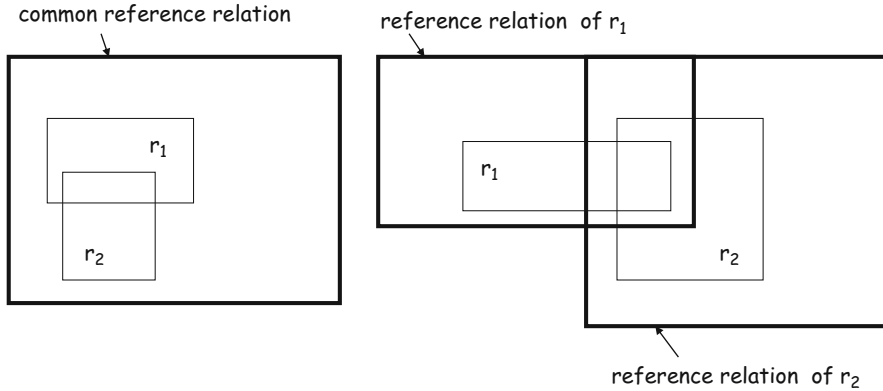 common reference relation
r1
r2
reference relation of r1
r1
r2
reference relation of r2